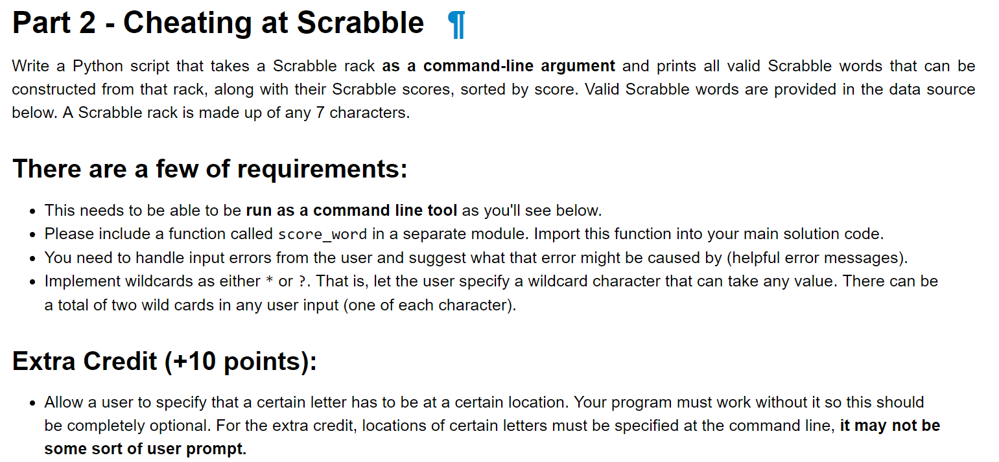 Part 2 - Cheating at Scrabble ¶
Write a Python script that takes a Scrabble rack as a command-line argument and prints all valid Scrabble words that can be
constructed from that rack, along with their Scrabble scores, sorted by score. Valid Scrabble words are provided in the data source
below. A Scrabble rack is made up of any 7 characters.
There are a few of requirements:
• This needs to be able to be run as a command line tool as you'll see below.
• Please include a function called score_word in a separate module. Import this function into your main solution code.
• You need to handle input errors from the user and suggest what that error might be caused by (helpful error messages).
• Implement wildcards as either * or ?. That is, let the user specify a wildcard character that can take any value. There can be
a total of two wild cards in any user input (one of each character).
Extra Credit (+10 points):
• Allow a user to specify that a certain letter has to be at a certain location. Your program must work without it so this should
be completely optional. For the extra credit, locations of certain letters must be specified at the command line, it may not be
some sort of user prompt.